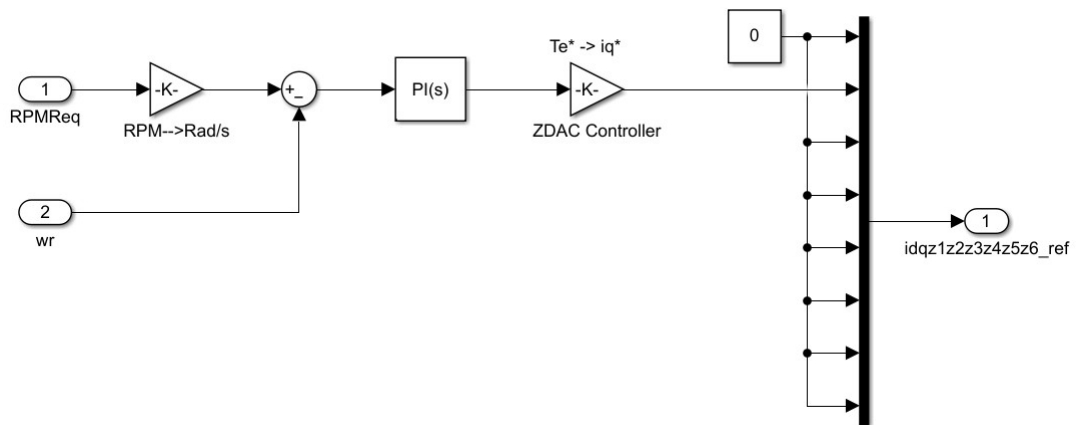 0
Te* -> iq*
1
-K-
+
_
PI(s)
-K-
RPMReq
RPM-->Rad/s
ZDAC Controller
2
wr
1
idqz1z2z3z4z5z6_ref